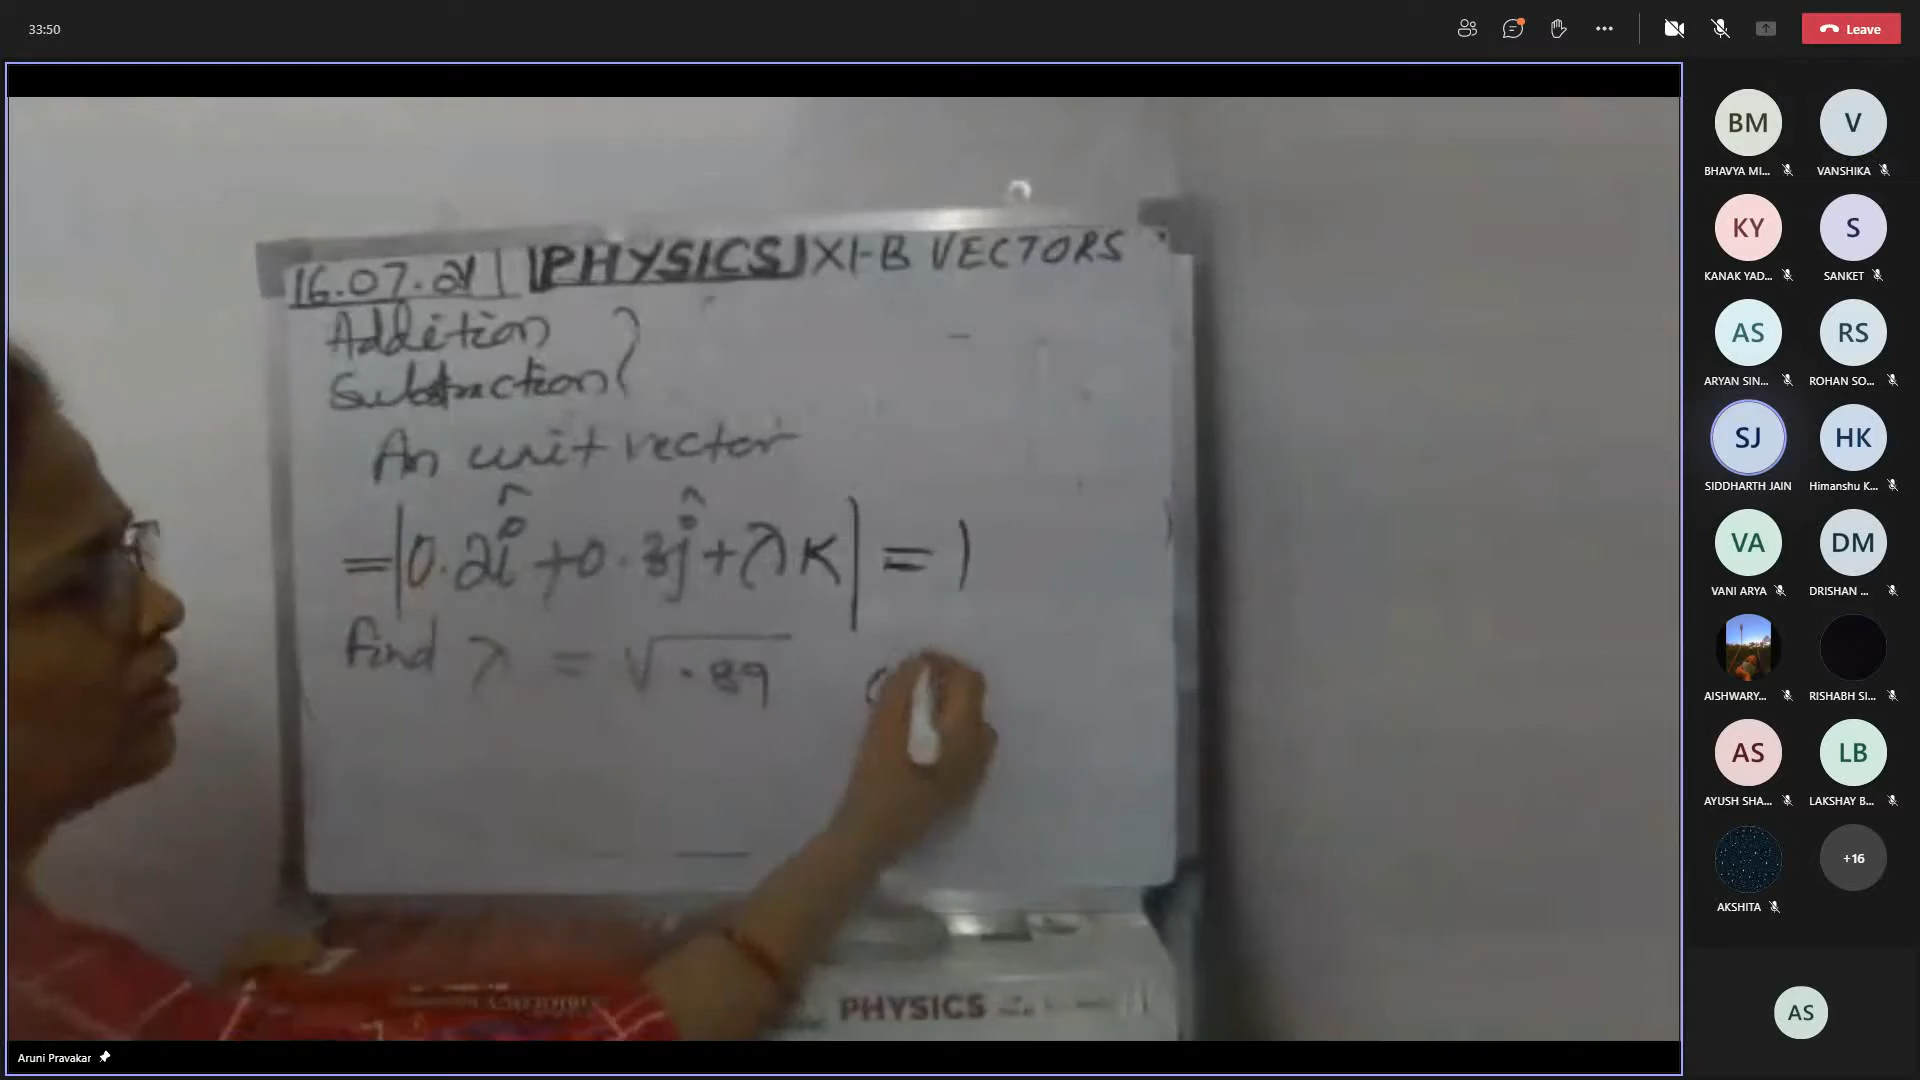 33:50
Leave
16.07.21 PHYSICS XI-B VECTORS
Addition
Substraction
An unit vector
=|0.2î+0.3ĵ+λK| = 1
find λ = √.89
PHYSICS
Aruni Pravakar
BM V
BHAVYA MI... VANSHIKA
KY S
KANAK YAD... SANKET
AS RS
ARYAN SIN... ROHAN SO...
SJ HK
SIDDHARTH JAIN Himanshu K...
VA DM
VANI ARYA DRISHAN ...
AISHWARY... RISHABH SI...
AS LB
AYUSH SHA... LAKSHAY B...
+16
AKSHITA
AS